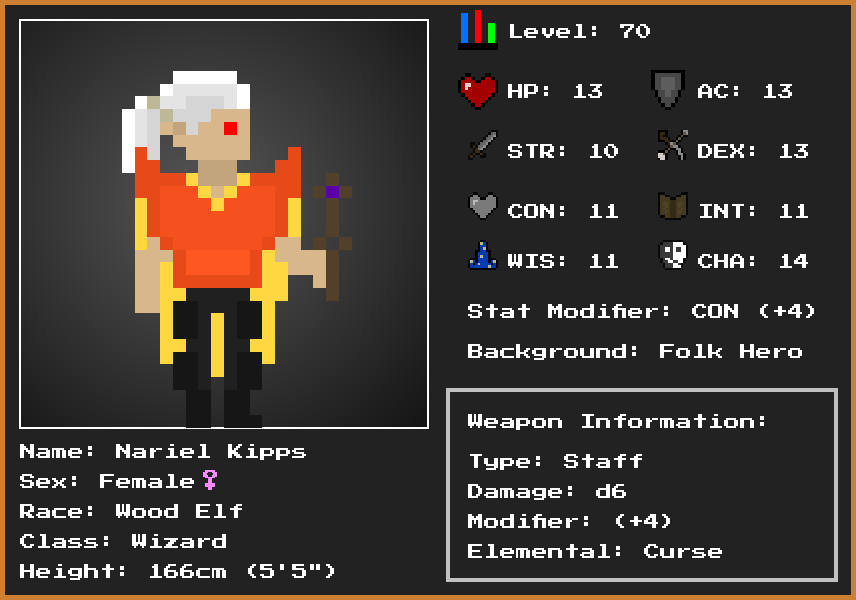 Level: 70
HP: 13
AC: 13
STR: 10
DEX: 13
CON: 11
INT: 11
WIS: 11
CHA: 14
Stat Modifier: CON (+4)
Background: Folk Hero
Weapon Information:
Type: Staff
Damage: d6
Modifier: (+4)
Elemental: Curse
Name: Nariel Kipps
Sex: Female♀
Race: Wood Elf
Class: Wizard
Height: 166cm (5'5")